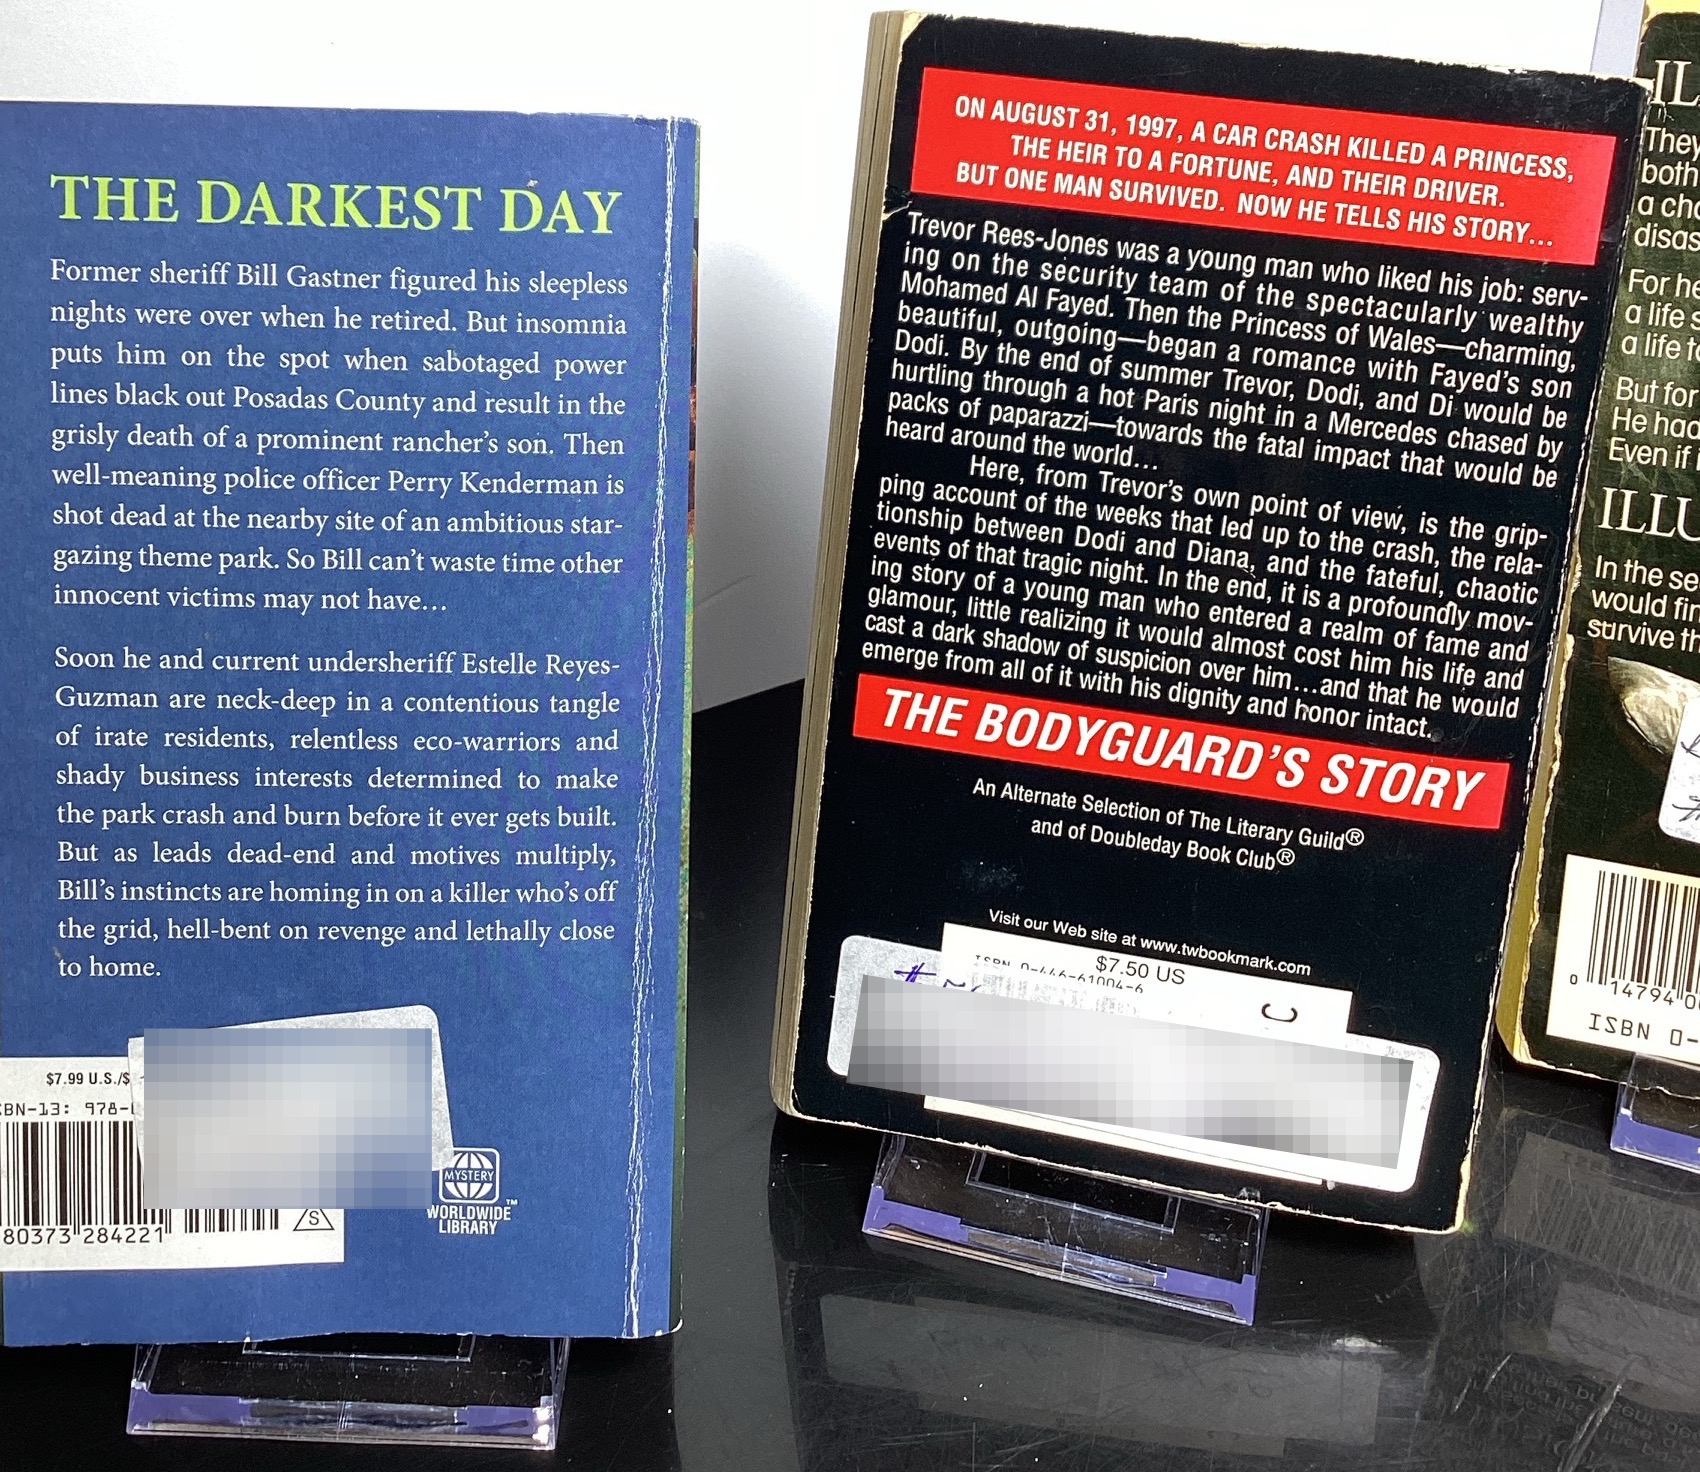 THE DARKEST DAY
Former sheriff Bill Gastner figured his sleepless
nights were over when he retired. But insomnia
puts him on the spot when sabotaged power
lines black out Posadas County and result in the
grisly death of a prominent rancher's son. Then
well-meaning police officer Perry Kenderman is
shot dead at the nearby site of an ambitious star-
gazing theme park. So Bill can't waste time other
innocent victims may not have…
Soon he and current undersheriff Estelle Reyes-
Guzman are neck-deep in a contentious tangle
of irate residents, relentless eco-warriors and
shady business interests determined to make
the park crash and burn before it ever gets built.
But as leads dead-end and motives multiply,
Bill's instincts are homing in on a killer who's off
the grid, hell-bent on revenge and lethally close
to home.
$7.99 U.S./$
BN-13: 978-
80373 284221
S
MYSTERY
WORLDWIDE
LIBRARY™
ON AUGUST 31, 1997, A CAR CRASH KILLED A PRINCESS,
THE HEIR TO A FORTUNE, AND THEIR DRIVER.
BUT ONE MAN SURVIVED. NOW HE TELLS HIS STORY...
Trevor Rees-Jones was a young man who liked his job: serv-
ing on the security team of the spectacularly wealthy
Mohamed Al Fayed. Then the Princess of Wales—charming,
beautiful, outgoing—began a romance with Fayed's son
Dodi. By the end of summer Trevor, Dodi, and Di would be
hurtling through a hot Paris night in a Mercedes chased by
packs of paparazzi—towards the fatal impact that would be
heard around the world...
Here, from Trevor's own point of view, is the grip-
ping account of the weeks that led up to the crash, the rela-
tionship between Dodi and Diana, and the fateful, chaotic
events of that tragic night. In the end, it is a profoundly mov-
ing story of a young man who entered a realm of fame and
glamour, little realizing it would almost cost him his life and
cast a dark shadow of suspicion over him...and that he would
emerge from all of it with his dignity and honor intact.
THE BODYGUARD'S STORY
An Alternate Selection of The Literary Guild®
and of Doubleday Book Club®
Visit our Web site at www.twbookmark.com
$7.50 US
ISBN 0-446-61004-6
IL
They
both
a cha
disas
For he
a life s
a life to
But for
He had
Even if i
ILLU
In the se
would fin
survive th
0 14794 0
ISBN 0-